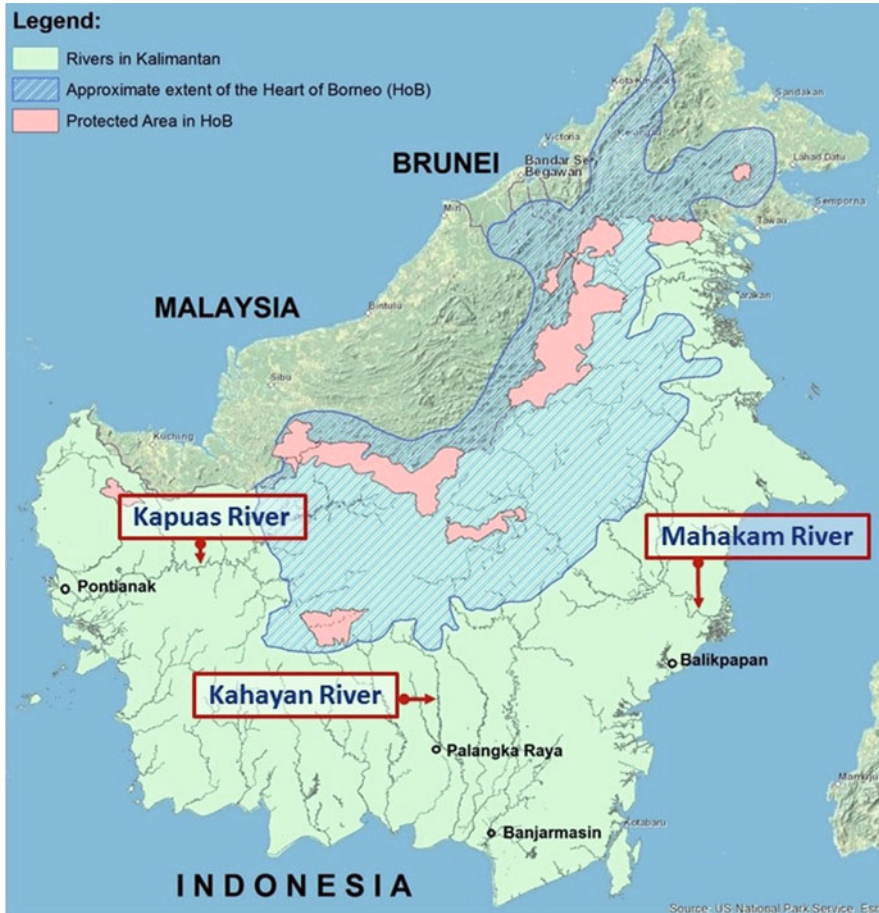 Legend:
Rivers in Kalimantan
Approximate extent of the Heart of Borneo (HoB)
Protected Area in HoB
Sandakan
Victoria
BRUNEI
Bandar Se
Begawan
Lahad Datu
Semporna
Miri
Tawau
MALAYSIA
Bintulu
Sibu
Kuching
Kapuas River
Mahakam River
Pontianak
Balikpapan
Kahayan River
Palangka Raya
Banjarmasin
Kotabaru
INDONESIA
Source: US National Park Service, Esr